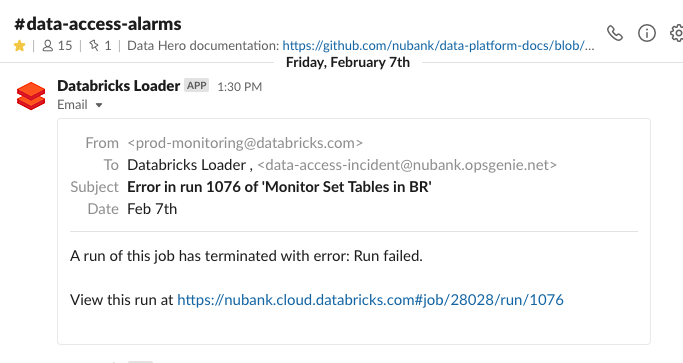 #data-access-alarms
15 | 1 | Data Hero documentation: https://github.com/nubank/data-platform-docs/blob/...
Friday, February 7th
Databricks Loader APP 1:30 PM
Email
From <prod-monitoring@databricks.com>
To Databricks Loader , <data-access-incident@nubank.opsgenie.net>
Subject Error in run 1076 of 'Monitor Set Tables in BR'
Date Feb 7th
A run of this job has terminated with error: Run failed.
View this run at https://nubank.cloud.databricks.com#job/28028/run/1076